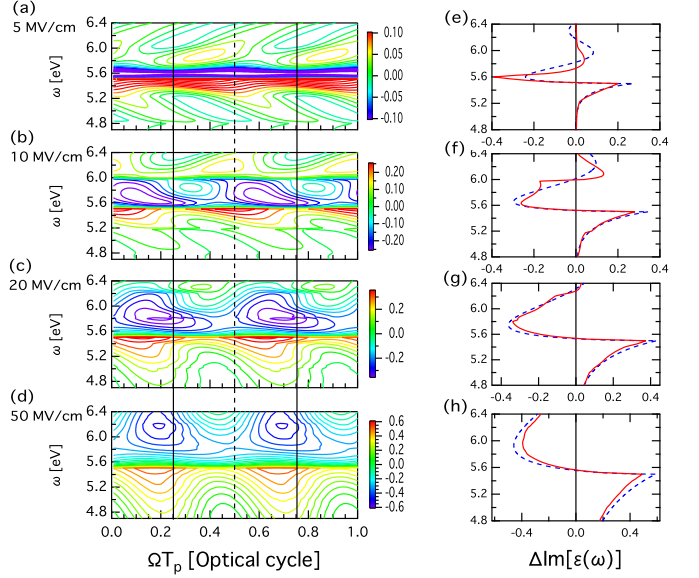 (a)
5 MV/cm
ω [eV]
6.4
6.0
5.6
5.2
4.8
0.10
0.05
0.00
-0.05
-0.10
(e)
6.4
6.0
5.6
5.2
4.8
-0.4 -0.2 0.0 0.2 0.4
(b)
10 MV/cm
ω [eV]
6.4
6.0
5.6
5.2
4.8
0.20
0.10
0.00
-0.10
-0.20
(f)
6.4
6.0
5.6
5.2
4.8
-0.4 -0.2 0.0 0.2 0.4
(c)
20 MV/cm
ω [eV]
6.4
6.0
5.6
5.2
4.8
0.2
0.0
-0.2
(g)
6.4
6.0
5.6
5.2
4.8
-0.4 -0.2 0.0 0.2 0.4
(d)
50 MV/cm
ω [eV]
6.4
6.0
5.6
5.2
4.8
0.6
0.4
0.2
0.0
-0.2
-0.4
-0.6
0.0 0.2 0.4 0.6 0.8 1.0
ΩTp [Optical cycle]
(h)
6.4
6.0
5.6
5.2
4.8
-0.4 0.0 0.4
ΔIm[ε(ω)]